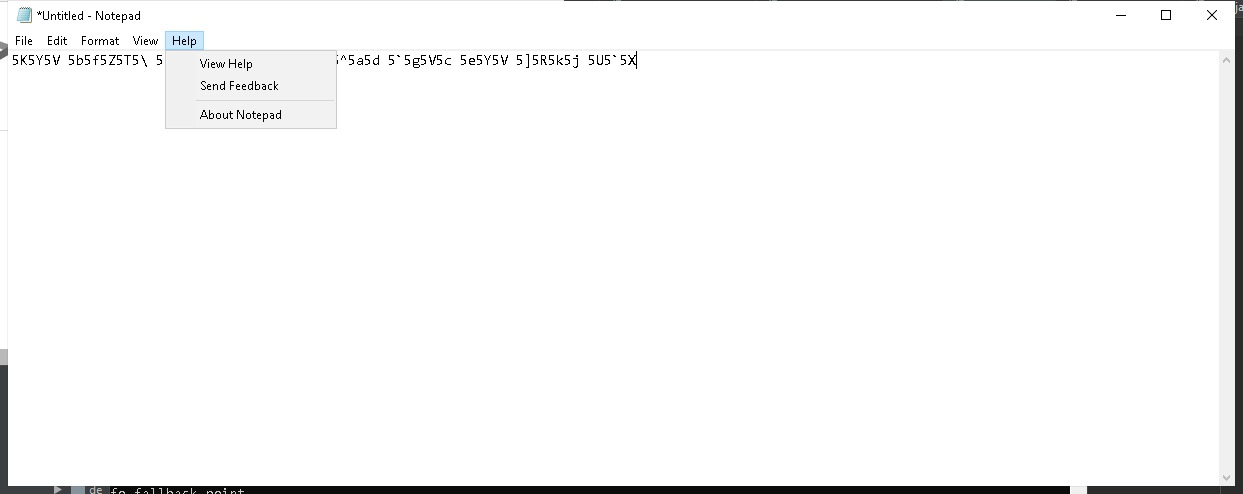 *Untitled - Notepad
File Edit Format View Help
5K5Y5V 5b5f5Z5T5\ 5 ^5a5d 5`5g5V5c 5e5Y5V 5]5R5k5j 5U5`5X
View Help
Send Feedback
About Notepad
de fo fallback point